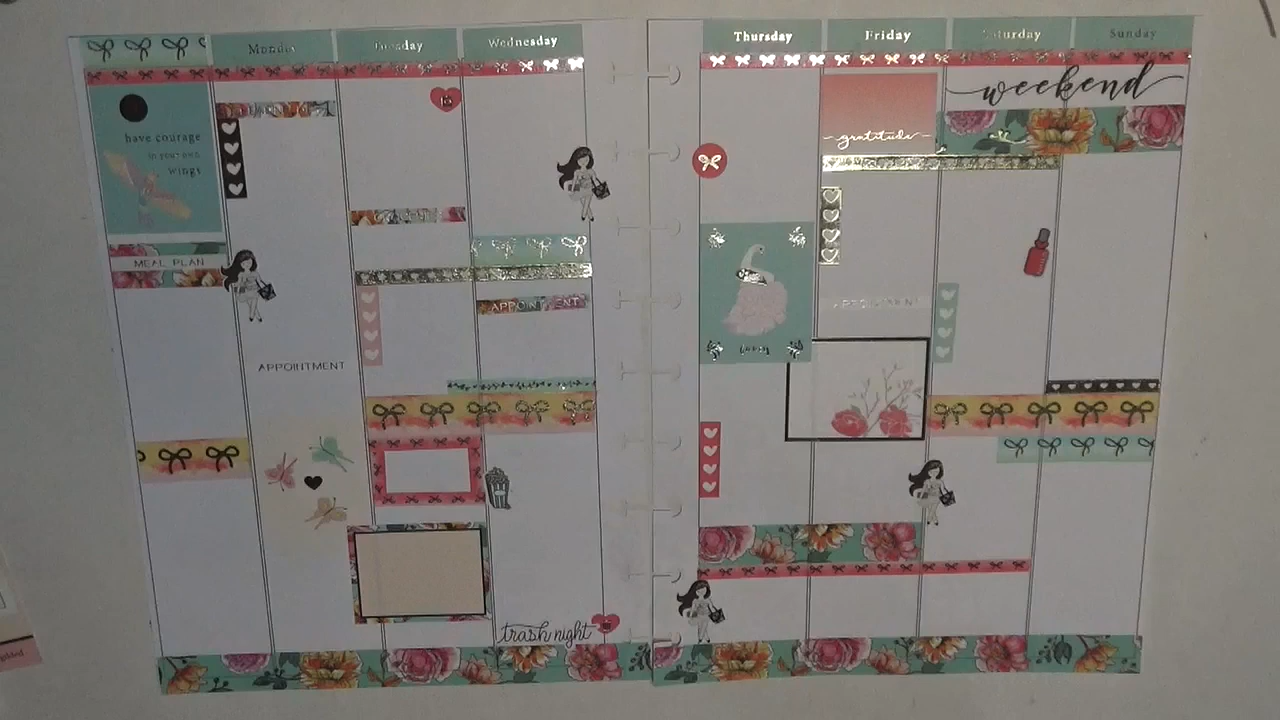 Monday
Tuesday
Wednesday
Thursday
Friday
Saturday
Sunday
have courage
in your own
wings
MEAL PLAN
APPOINTMENT
APPOINTMENT
trash night
gratitude
weekend
APPOINTMENT